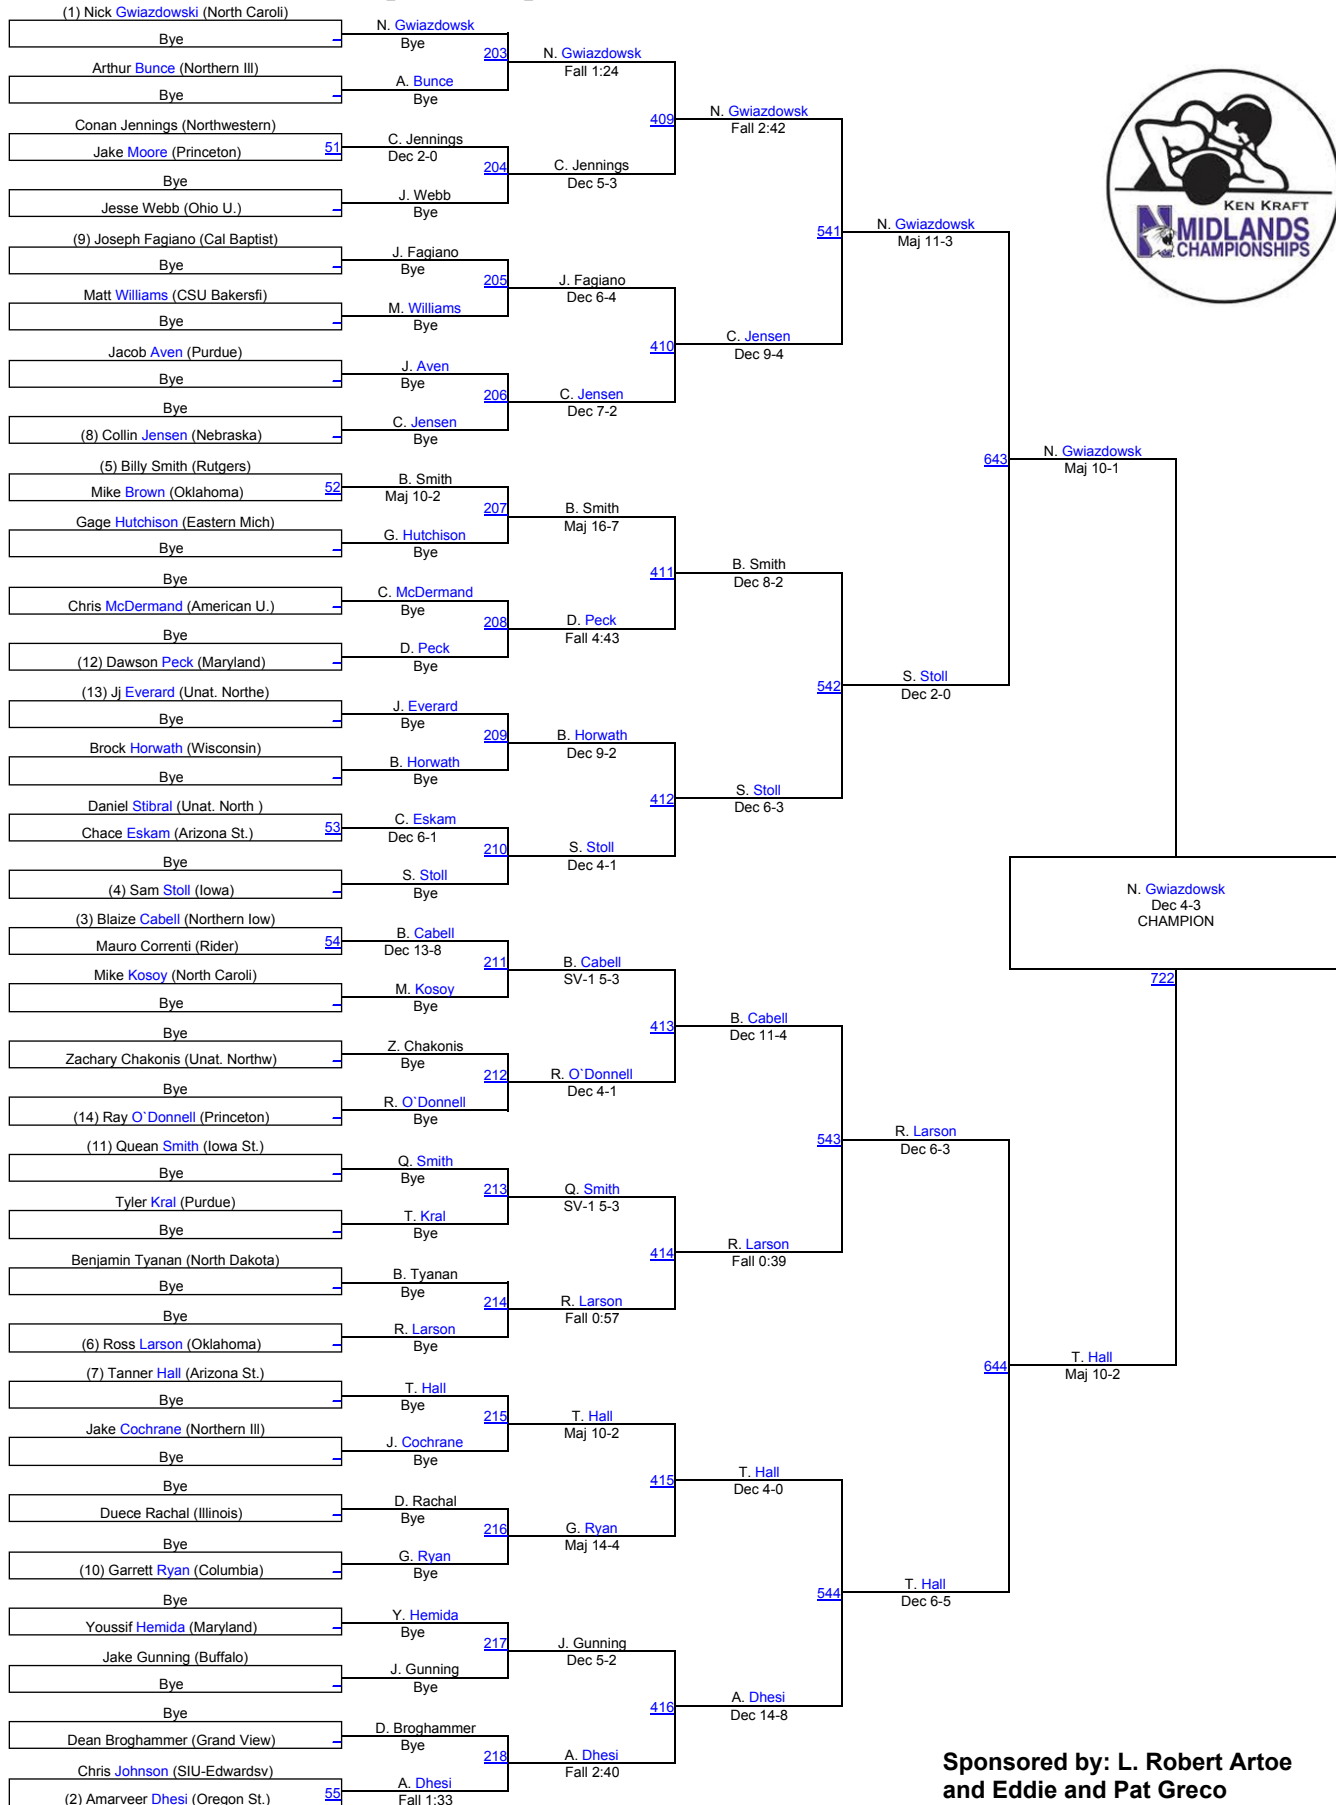 (1) Nick Gwiazdowski (North Caroli)
Bye
Arthur Bunce (Northern Ill)
Bye
Conan Jennings (Northwestern)
Jake Moore (Princeton) 51
Bye
Jesse Webb (Ohio U.)
(9) Joseph Fagiano (Cal Baptist)
Bye
Matt Williams (CSU Bakersfi)
Bye
Jacob Aven (Purdue)
Bye
Bye
(8) Collin Jensen (Nebraska)
(5) Billy Smith (Rutgers)
Mike Brown (Oklahoma) 52
Gage Hutchison (Eastern Mich)
Bye
Bye
Chris McDermand (American U.)
Bye
(12) Dawson Peck (Maryland)
(13) Jj Everard (Unat. Northe)
Bye
Brock Horwath (Wisconsin)
Bye
Daniel Stibral (Unat. North )
Chace Eskam (Arizona St.) 53
Bye
(4) Sam Stoll (Iowa)
(3) Blaize Cabell (Northern Iow)
Mauro Correnti (Rider) 54
Mike Kosoy (North Caroli)
Bye
Bye
Zachary Chakonis (Unat. Northw)
Bye
(14) Ray O`Donnell (Princeton)
(11) Quean Smith (Iowa St.)
Bye
Tyler Kral (Purdue)
Bye
Benjamin Tyanan (North Dakota)
Bye
Bye
(6) Ross Larson (Oklahoma)
(7) Tanner Hall (Arizona St.)
Bye
Jake Cochrane (Northern Ill)
Bye
Bye
Duece Rachal (Illinois)
Bye
(10) Garrett Ryan (Columbia)
Bye
Youssif Hemida (Maryland)
Jake Gunning (Buffalo)
Bye
Bye
Dean Broghammer (Grand View)
Chris Johnson (SIU-Edwardsv)
(2) Amarveer Dhesi (Oregon St.) 55
N. Gwiazdowsk
Bye
203
A. Bunce
Bye
C. Jennings
Dec 2-0
204
J. Webb
Bye
J. Fagiano
Bye
205
M. Williams
Bye
J. Aven
Bye
206
C. Jensen
Bye
B. Smith
Maj 10-2
207
G. Hutchison
Bye
C. McDermand
Bye
208
D. Peck
Bye
J. Everard
Bye
209
B. Horwath
Bye
C. Eskam
Dec 6-1
210
S. Stoll
Bye
B. Cabell
Dec 13-8
211
M. Kosoy
Bye
Z. Chakonis
Bye
212
R. O`Donnell
Bye
Q. Smith
Bye
213
T. Kral
Bye
B. Tyanan
Bye
214
R. Larson
Bye
T. Hall
Bye
215
J. Cochrane
Bye
D. Rachal
Bye
216
G. Ryan
Bye
Y. Hemida
Bye
217
J. Gunning
Bye
D. Broghammer
Bye
218
A. Dhesi
Fall 1:33
N. Gwiazdowsk
Fall 1:24
409
C. Jennings
Dec 5-3
J. Fagiano
Dec 6-4
410
C. Jensen
Dec 7-2
B. Smith
Maj 16-7
411
D. Peck
Fall 4:43
B. Horwath
Dec 9-2
412
S. Stoll
Dec 4-1
B. Cabell
SV-1 5-3
413
R. O`Donnell
Dec 4-1
Q. Smith
SV-1 5-3
414
R. Larson
Fall 0:57
T. Hall
Maj 10-2
415
G. Ryan
Maj 14-4
J. Gunning
Dec 5-2
416
A. Dhesi
Fall 2:40
N. Gwiazdowsk
Fall 2:42
541
C. Jensen
Dec 9-4
B. Smith
Dec 8-2
542
S. Stoll
Dec 6-3
B. Cabell
Dec 11-4
543
R. Larson
Fall 0:39
T. Hall
Dec 4-0
544
A. Dhesi
Dec 14-8
N. Gwiazdowsk
Maj 11-3
643
S. Stoll
Dec 2-0
R. Larson
Dec 6-3
644
T. Hall
Dec 6-5
N. Gwiazdowsk
Maj 10-1
T. Hall
Maj 10-2
N. Gwiazdowsk
Dec 4-3
CHAMPION
722
KEN KRAFT
N MIDLANDS
CHAMPIONSHIPS
Sponsored by: L. Robert Artoe
and Eddie and Pat Greco